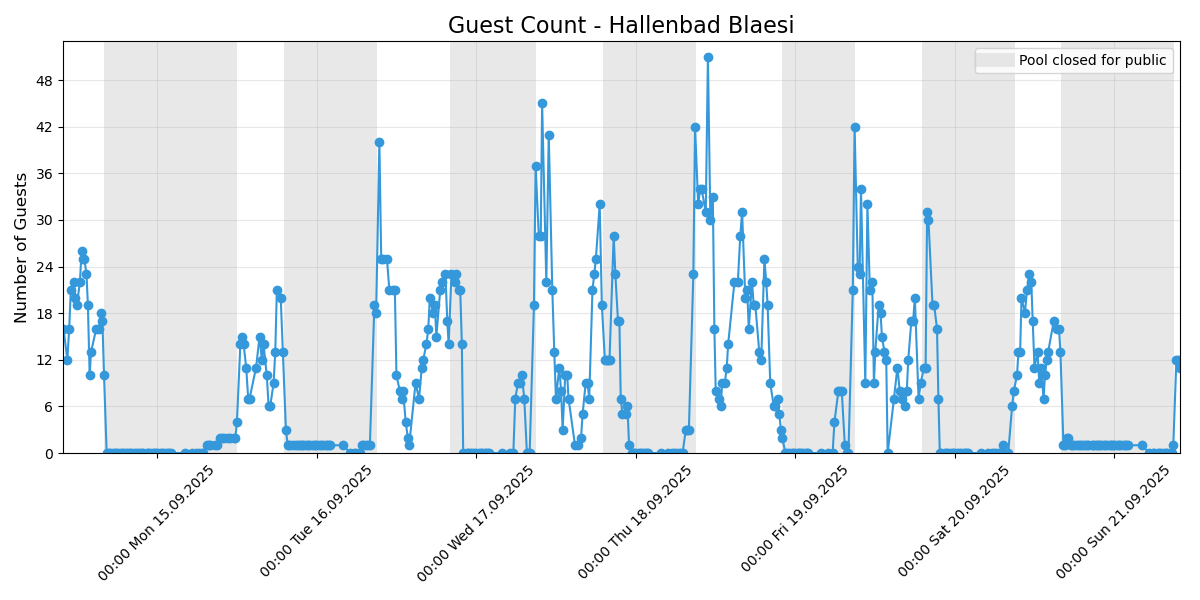 Guest Count - Hallenbad Blaesi
Pool closed for public
Number of Guests
48
42
36
30
24
18
12
6
0
00:00 Mon 15.09.2025
00:00 Tue 16.09.2025
00:00 Wed 17.09.2025
00:00 Thu 18.09.2025
00:00 Fri 19.09.2025
00:00 Sat 20.09.2025
00:00 Sun 21.09.2025